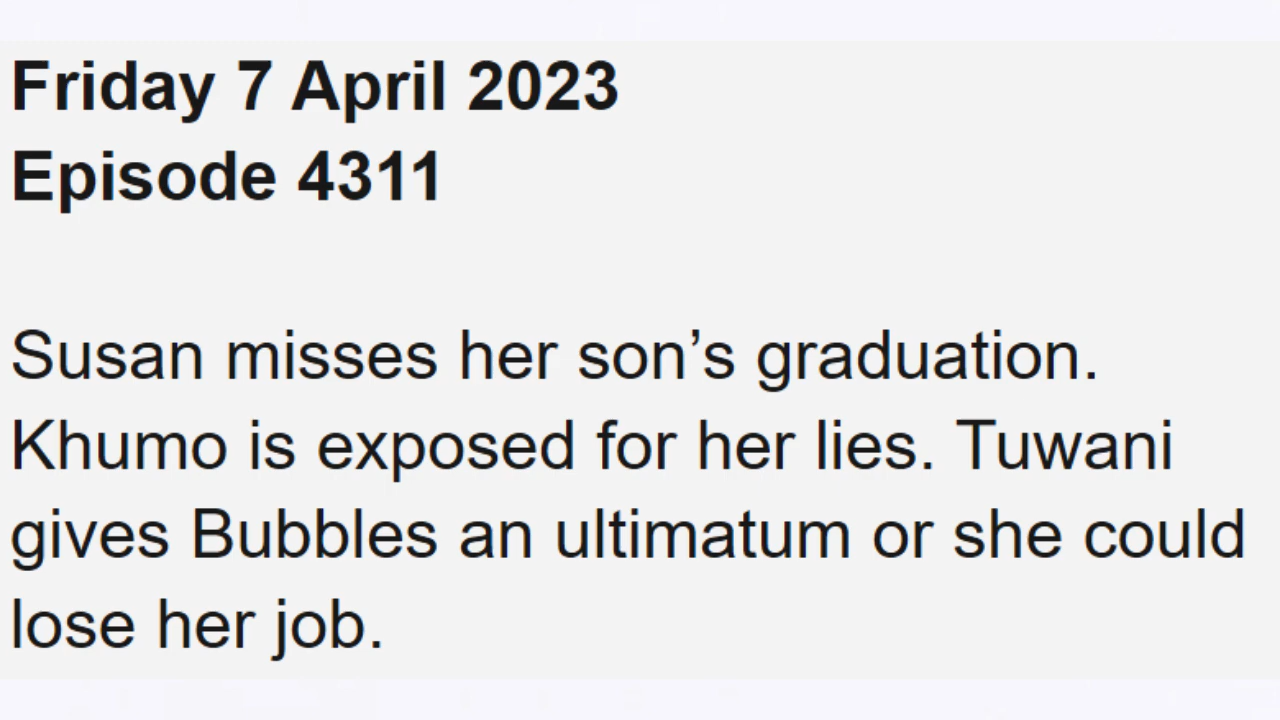 Friday 7 April 2023
Episode 4311
Susan misses her son’s graduation.
Khumo is exposed for her lies. Tuwani
gives Bubbles an ultimatum or she could
lose her job.